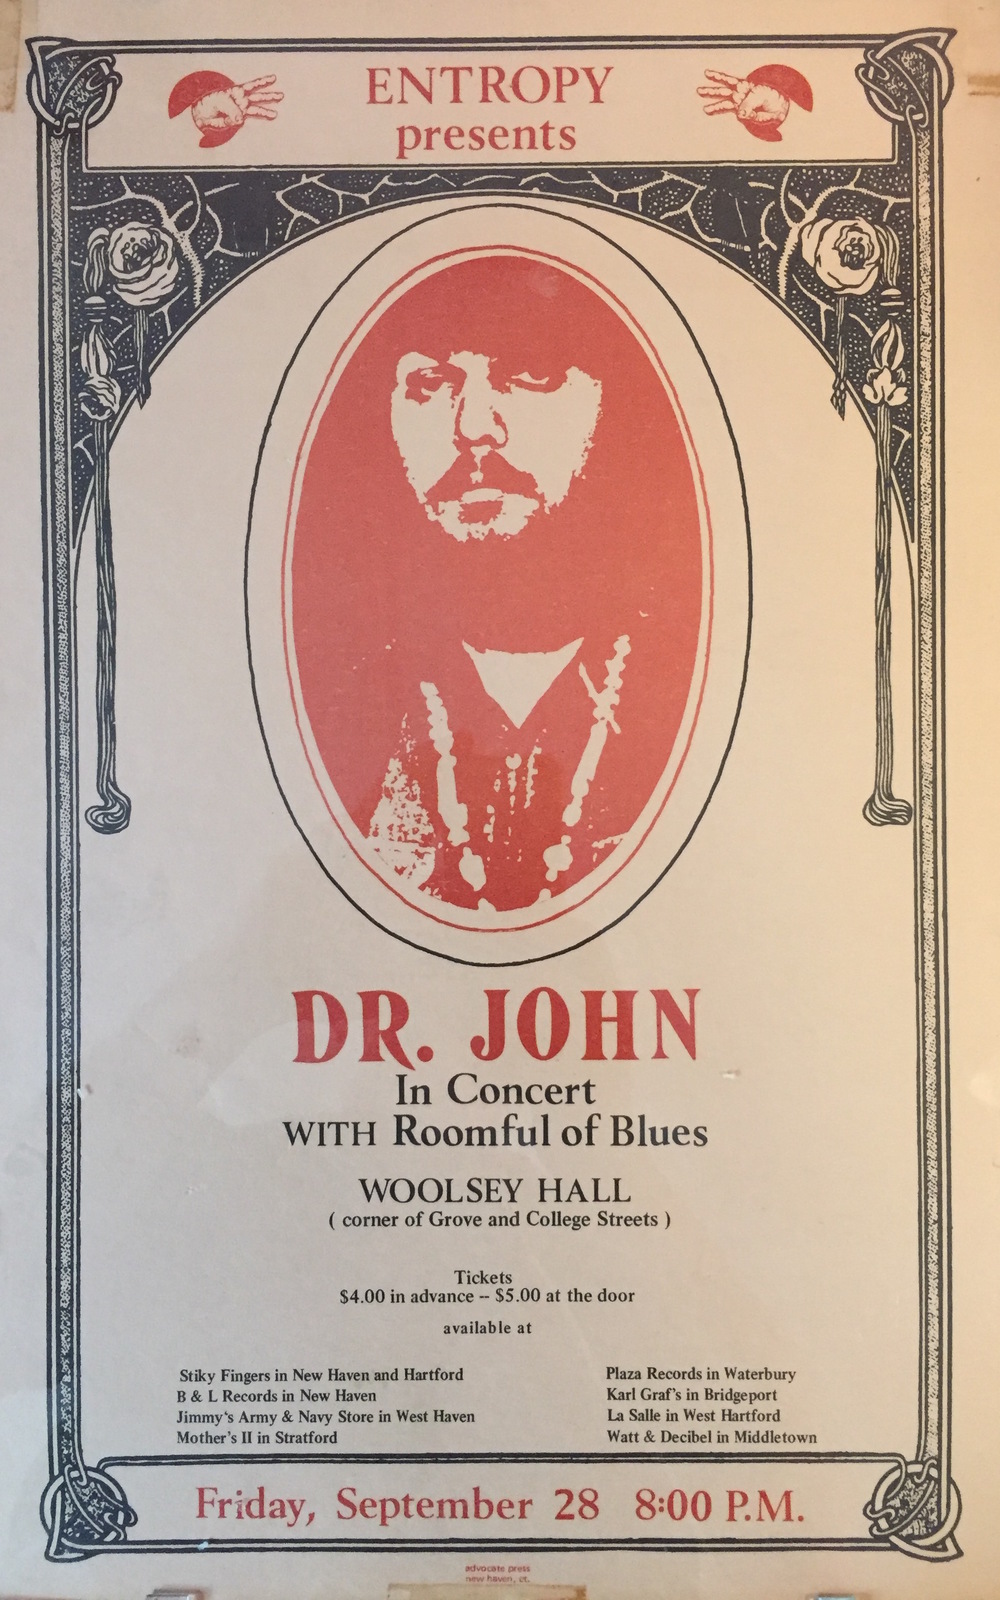 ENTROPY
presents
DR. JOHN
In Concert
WITH Roomful of Blues
WOOLSEY HALL
( corner of Grove and College Streets )
Tickets
$4.00 in advance -- $5.00 at the door
available at
Stiky Fingers in New Haven and Hartford
B & L Records in New Haven
Jimmy's Army & Navy Store in West Haven
Mother's II in Stratford
Plaza Records in Waterbury
Karl Graf's in Bridgeport
La Salle in West Hartford
Watt & Decibel in Middletown
Friday, September 28 8:00 P.M.
advocate press
new haven, ct.